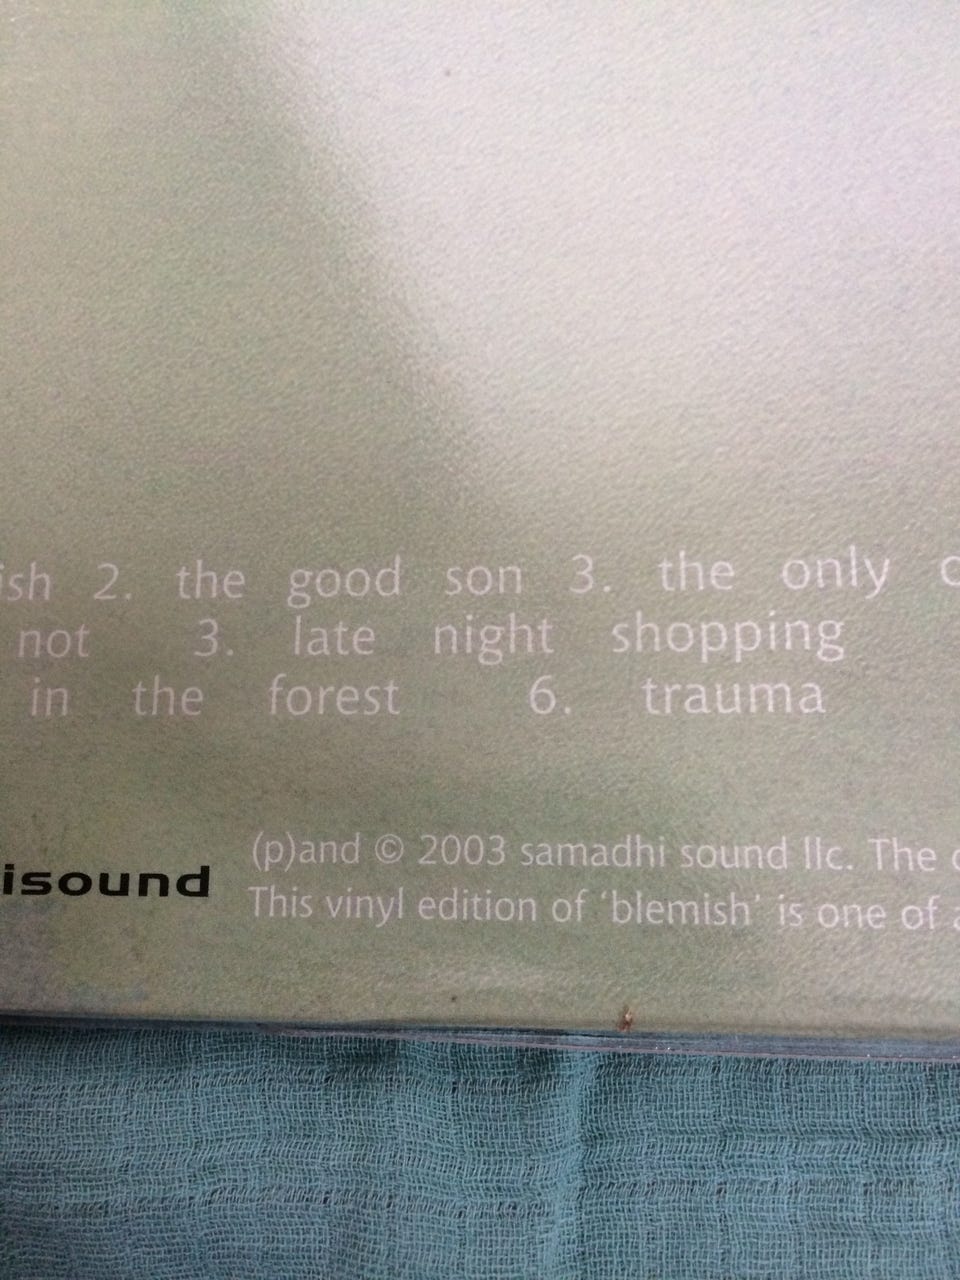 ish 2. the good son 3. the only
not 3. late night shopping
in the forest 6. trauma
isound
(p)and © 2003 samadhi sound llc. The
This vinyl edition of ‘blemish’ is one of